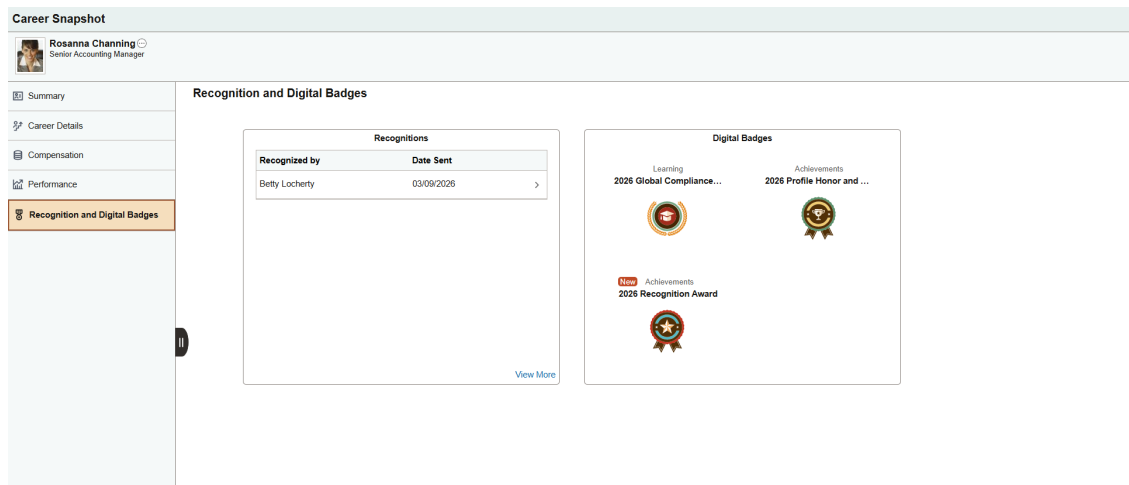 Career Snapshot
Rosanna Channing
Senior Accounting Manager
Summary
Career Details
Compensation
Performance
Recognition and Digital Badges
Recognition and Digital Badges
Recognitions
Recognized by Date Sent
Betty Locherty 03/09/2026
View More
Digital Badges
Learning
2026 Global Compliance...
Achievements
2026 Profile Honor and ...
New Achievements
2026 Recognition Award